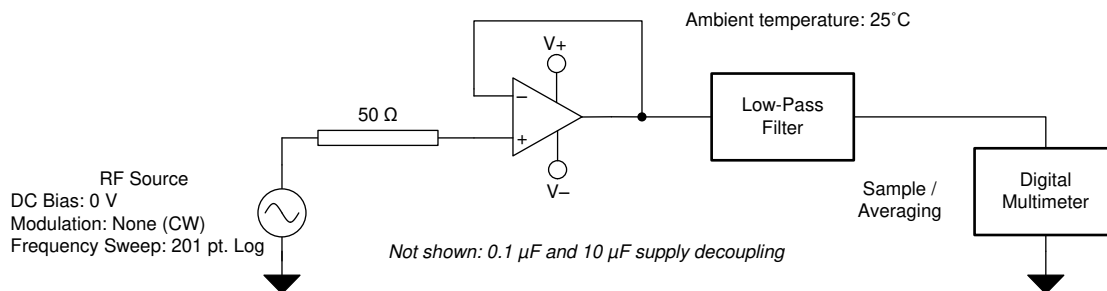 Ambient temperature: 25˚C
V+
50 Ω
−
+
Low-Pass
Filter
V−
RF Source
DC Bias: 0 V
Modulation: None (CW)
Frequency Sweep: 201 pt. Log
Sample /
Averaging
Digital
Multimeter
Not shown: 0.1 µF and 10 µF supply decoupling